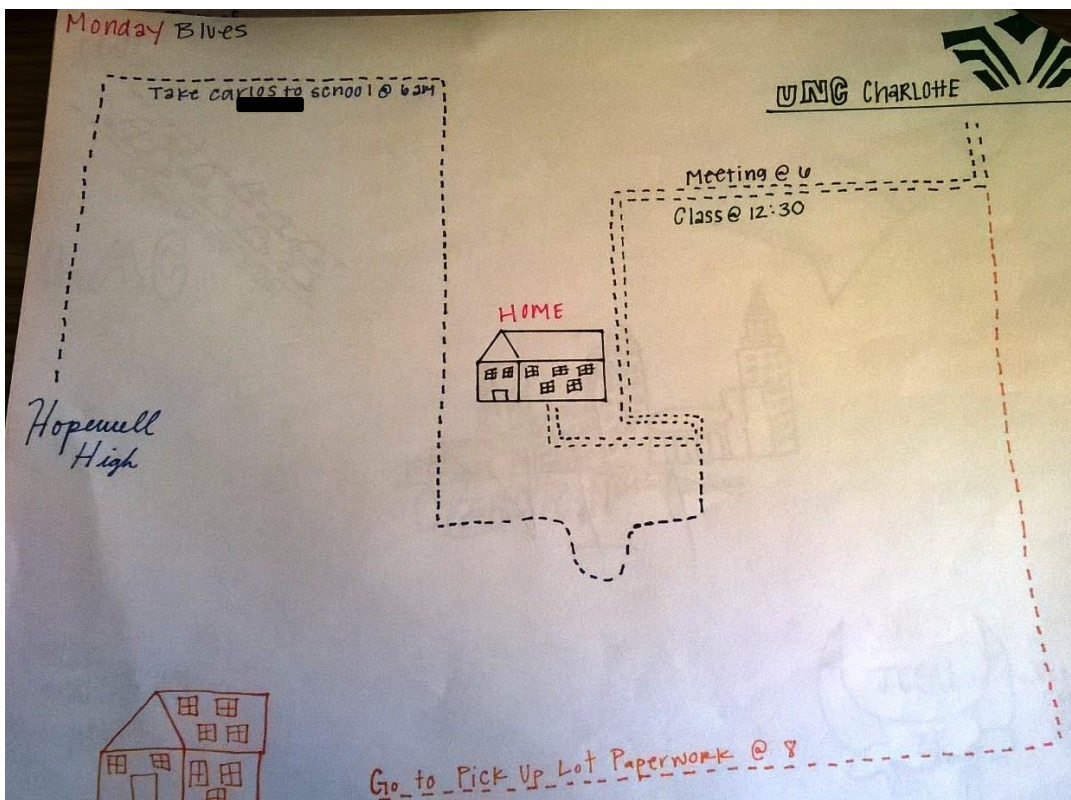 Monday Blues
Take carlos to school @ 6am
UNC Charlotte
Meeting @ 6
Class @ 12:30
HOME
Hopewell
High
Go to Pick Up Lot Paperwork @ 8